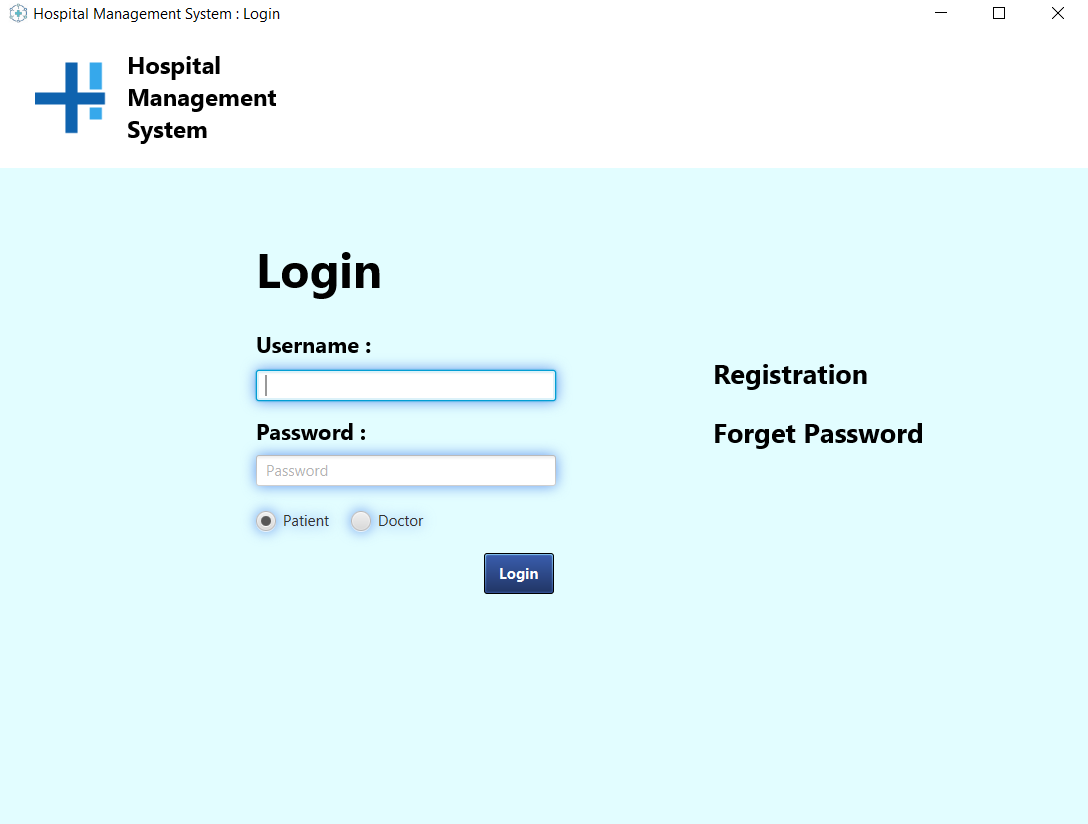 Hospital Management System : Login
Hospital
Management
System
Login
Username :
Password :
Password
Patient
Doctor
Login
Registration
Forget Password